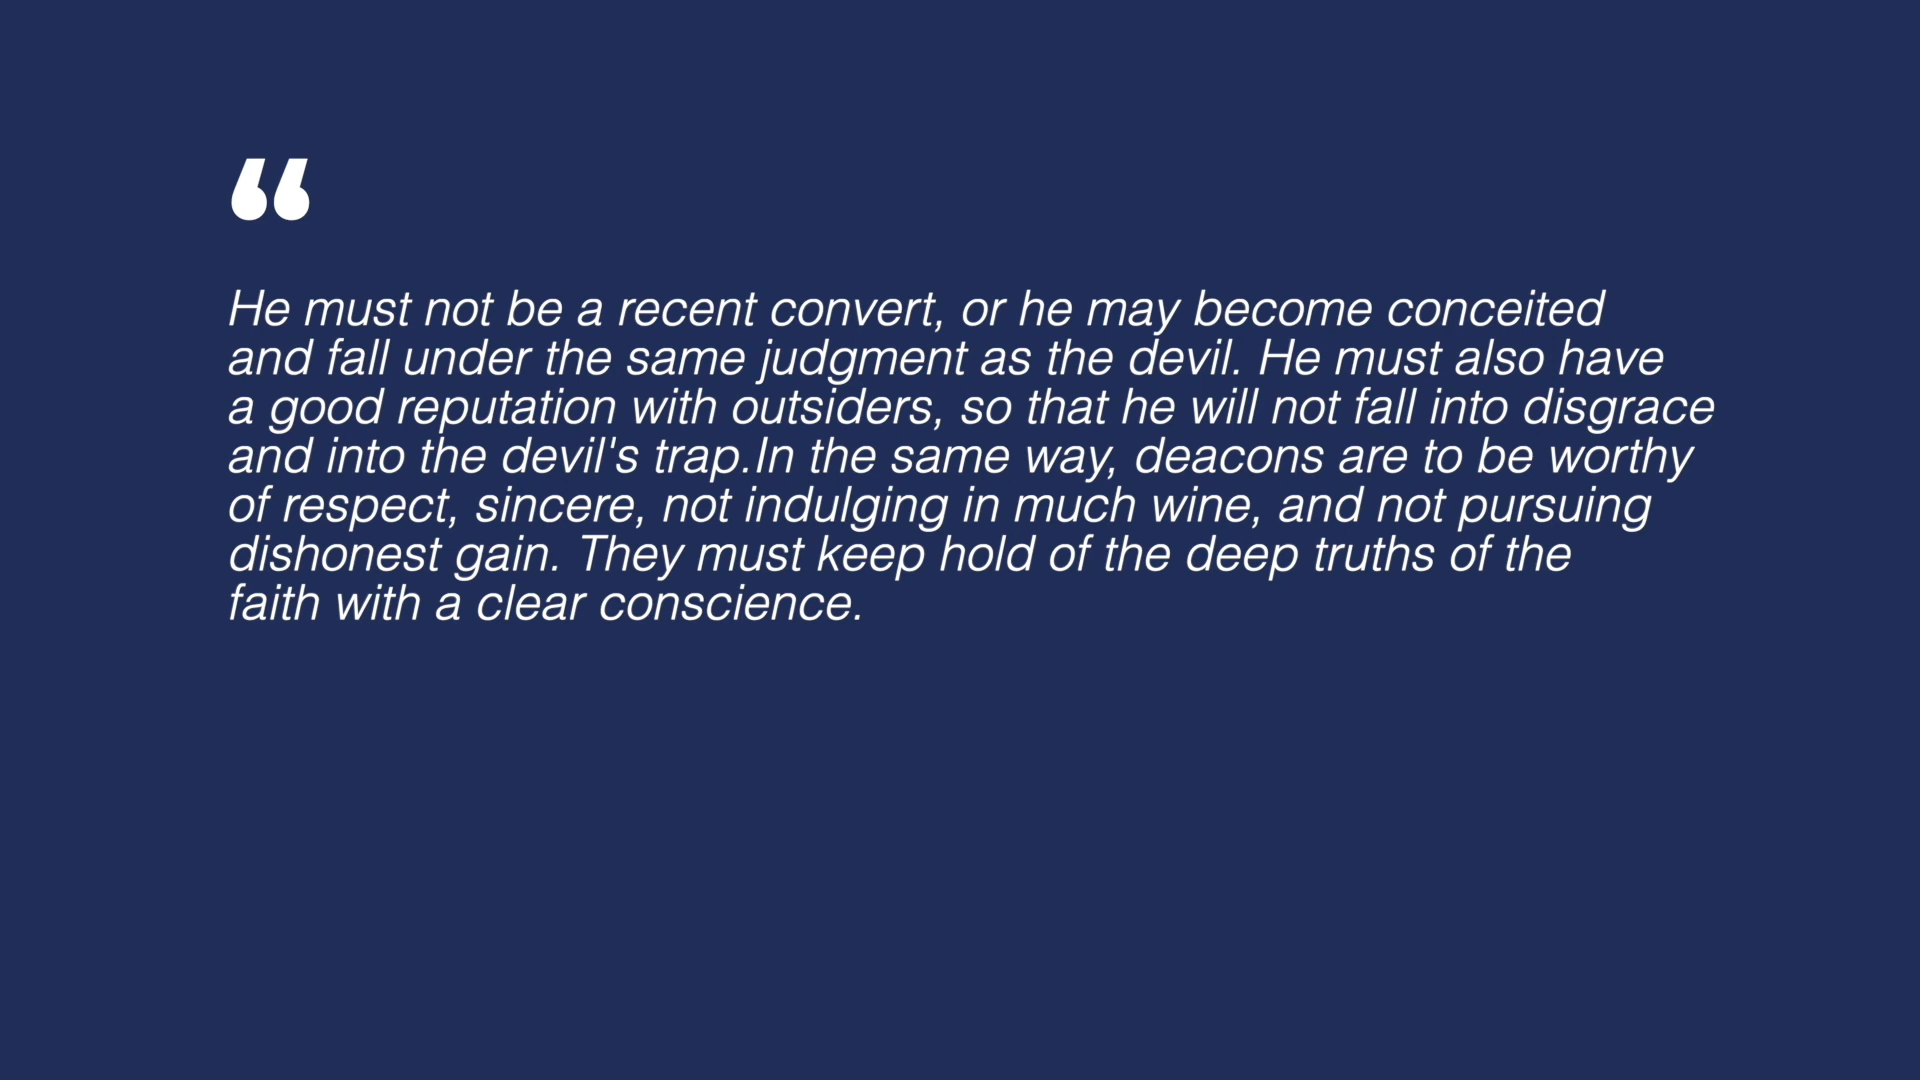 “
He must not be a recent convert, or he may become conceited
and fall under the same judgment as the devil. He must also have
a good reputation with outsiders, so that he will not fall into disgrace
and into the devil's trap.In the same way, deacons are to be worthy
of respect, sincere, not indulging in much wine, and not pursuing
dishonest gain. They must keep hold of the deep truths of the
faith with a clear conscience.